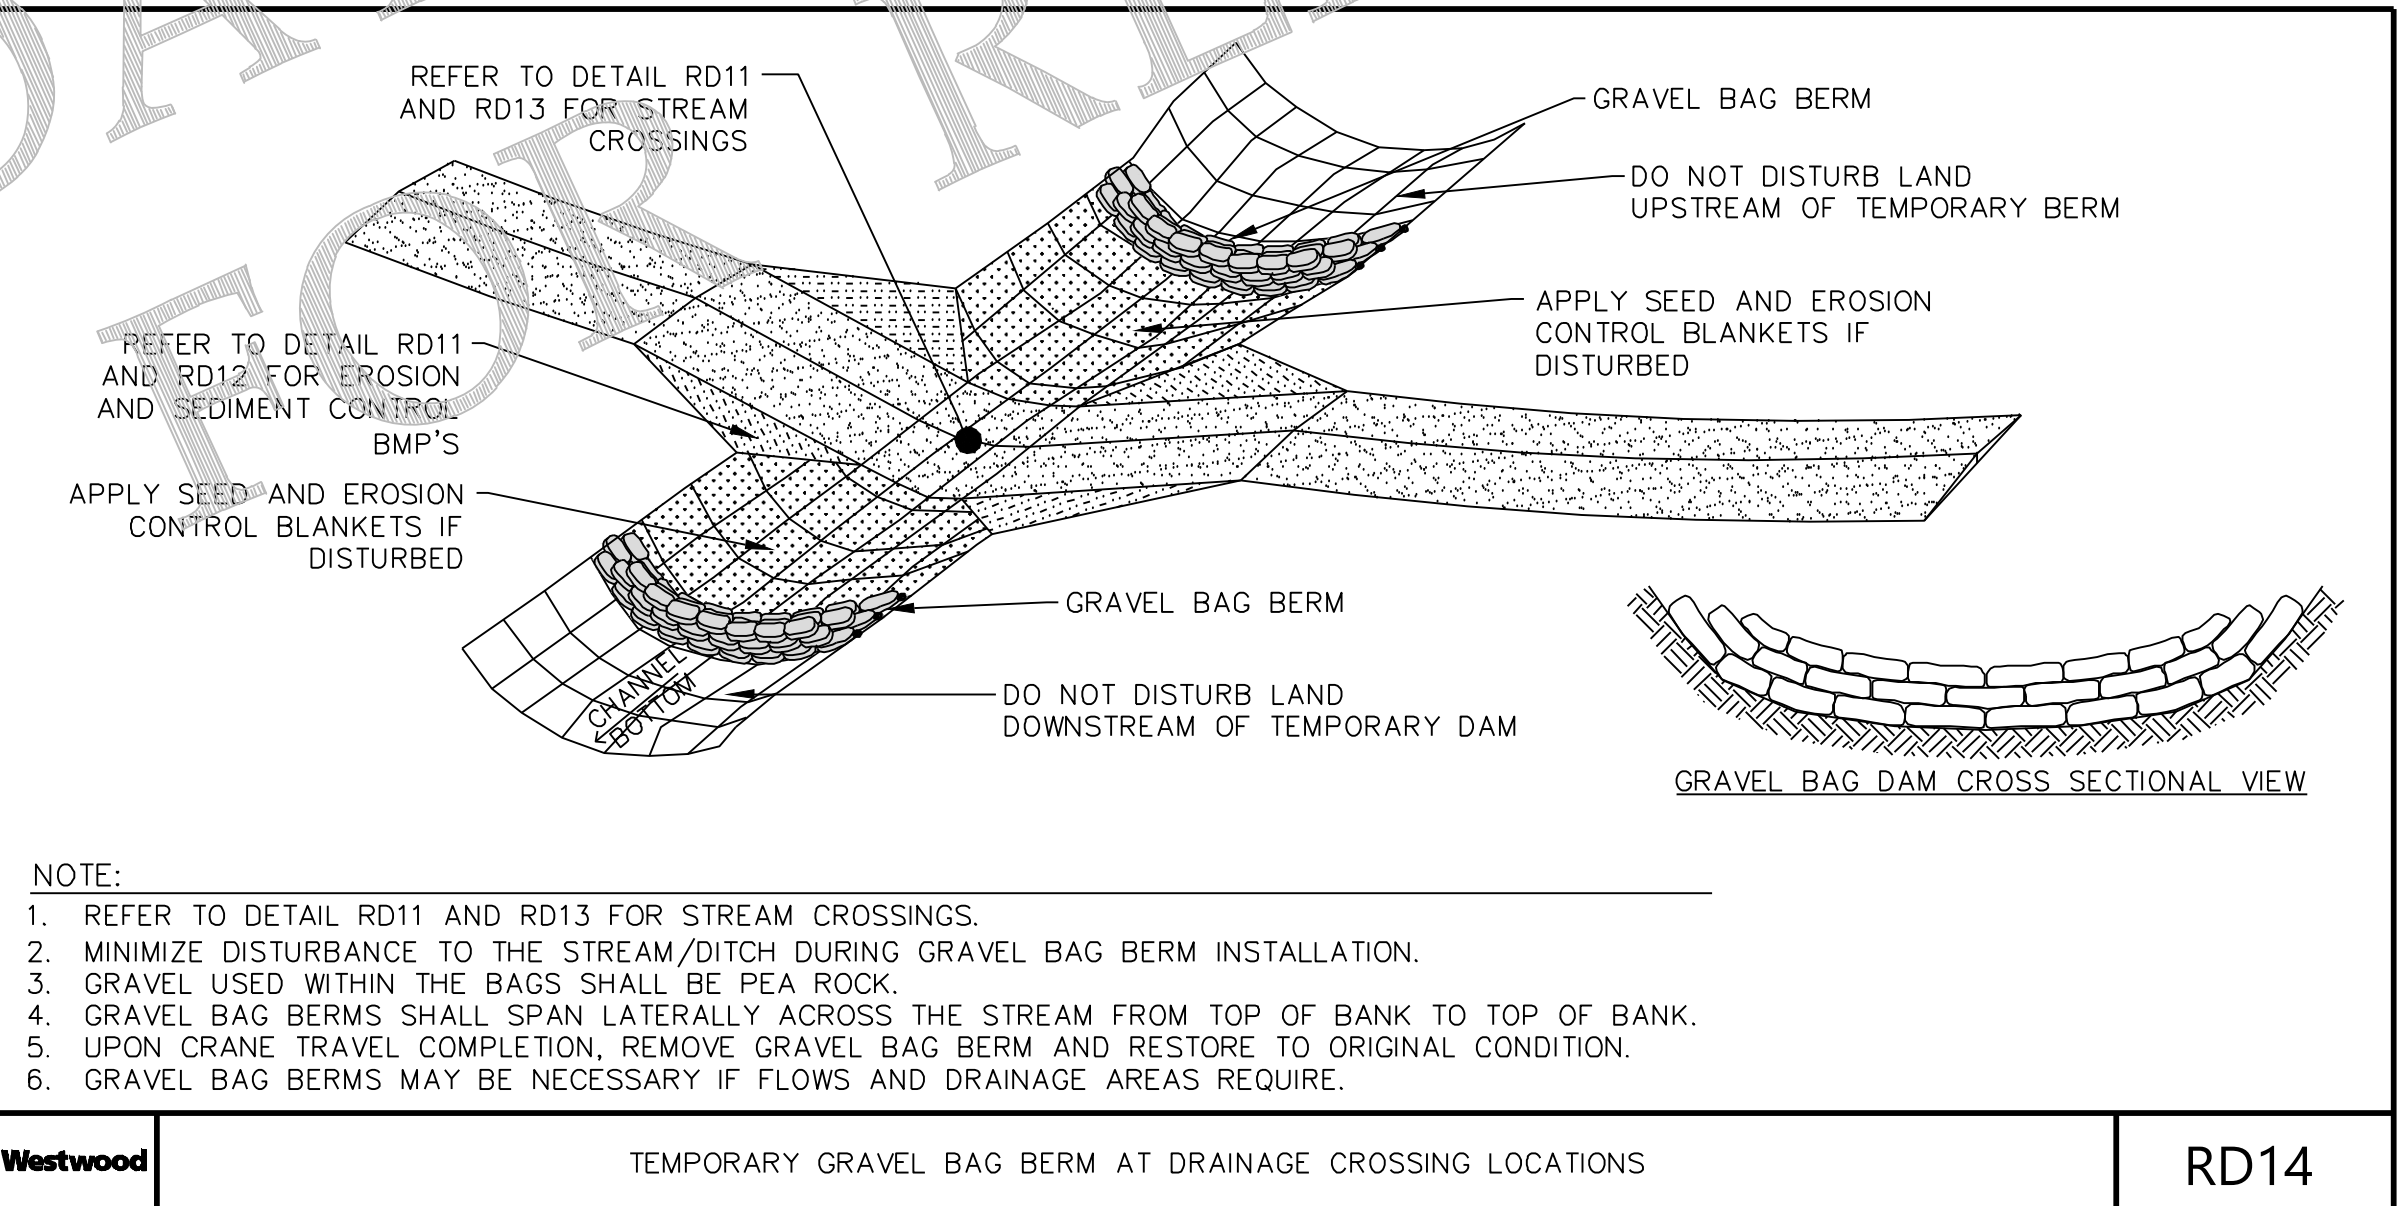 REFER TO DETAIL RD11
AND RD13 FOR STREAM
CROSSINGS
GRAVEL BAG BERM
DO NOT DISTURB LAND
UPSTREAM OF TEMPORARY BERM
APPLY SEED AND EROSION
CONTROL BLANKETS IF
DISTURBED
REFER TO DETAIL RD11
AND RD12 FOR EROSION
AND SEDIMENT CONTROL
BMP'S
APPLY SEED AND EROSION
CONTROL BLANKETS IF
DISTURBED
GRAVEL BAG BERM
DO NOT DISTURB LAND
DOWNSTREAM OF TEMPORARY DAM
CHANNEL
BOTTOM
GRAVEL BAG DAM CROSS SECTIONAL VIEW
FOR
NOTE:
1. REFER TO DETAIL RD11 AND RD13 FOR STREAM CROSSINGS.
2. MINIMIZE DISTURBANCE TO THE STREAM/DITCH DURING GRAVEL BAG BERM INSTALLATION.
3. GRAVEL USED WITHIN THE BAGS SHALL BE PEA ROCK.
4. GRAVEL BAG BERMS SHALL SPAN LATERALLY ACROSS THE STREAM FROM TOP OF BANK TO TOP OF BANK.
5. UPON CRANE TRAVEL COMPLETION, REMOVE GRAVEL BAG BERM AND RESTORE TO ORIGINAL CONDITION.
6. GRAVEL BAG BERMS MAY BE NECESSARY IF FLOWS AND DRAINAGE AREAS REQUIRE.
Westwood
TEMPORARY GRAVEL BAG BERM AT DRAINAGE CROSSING LOCATIONS
RD14